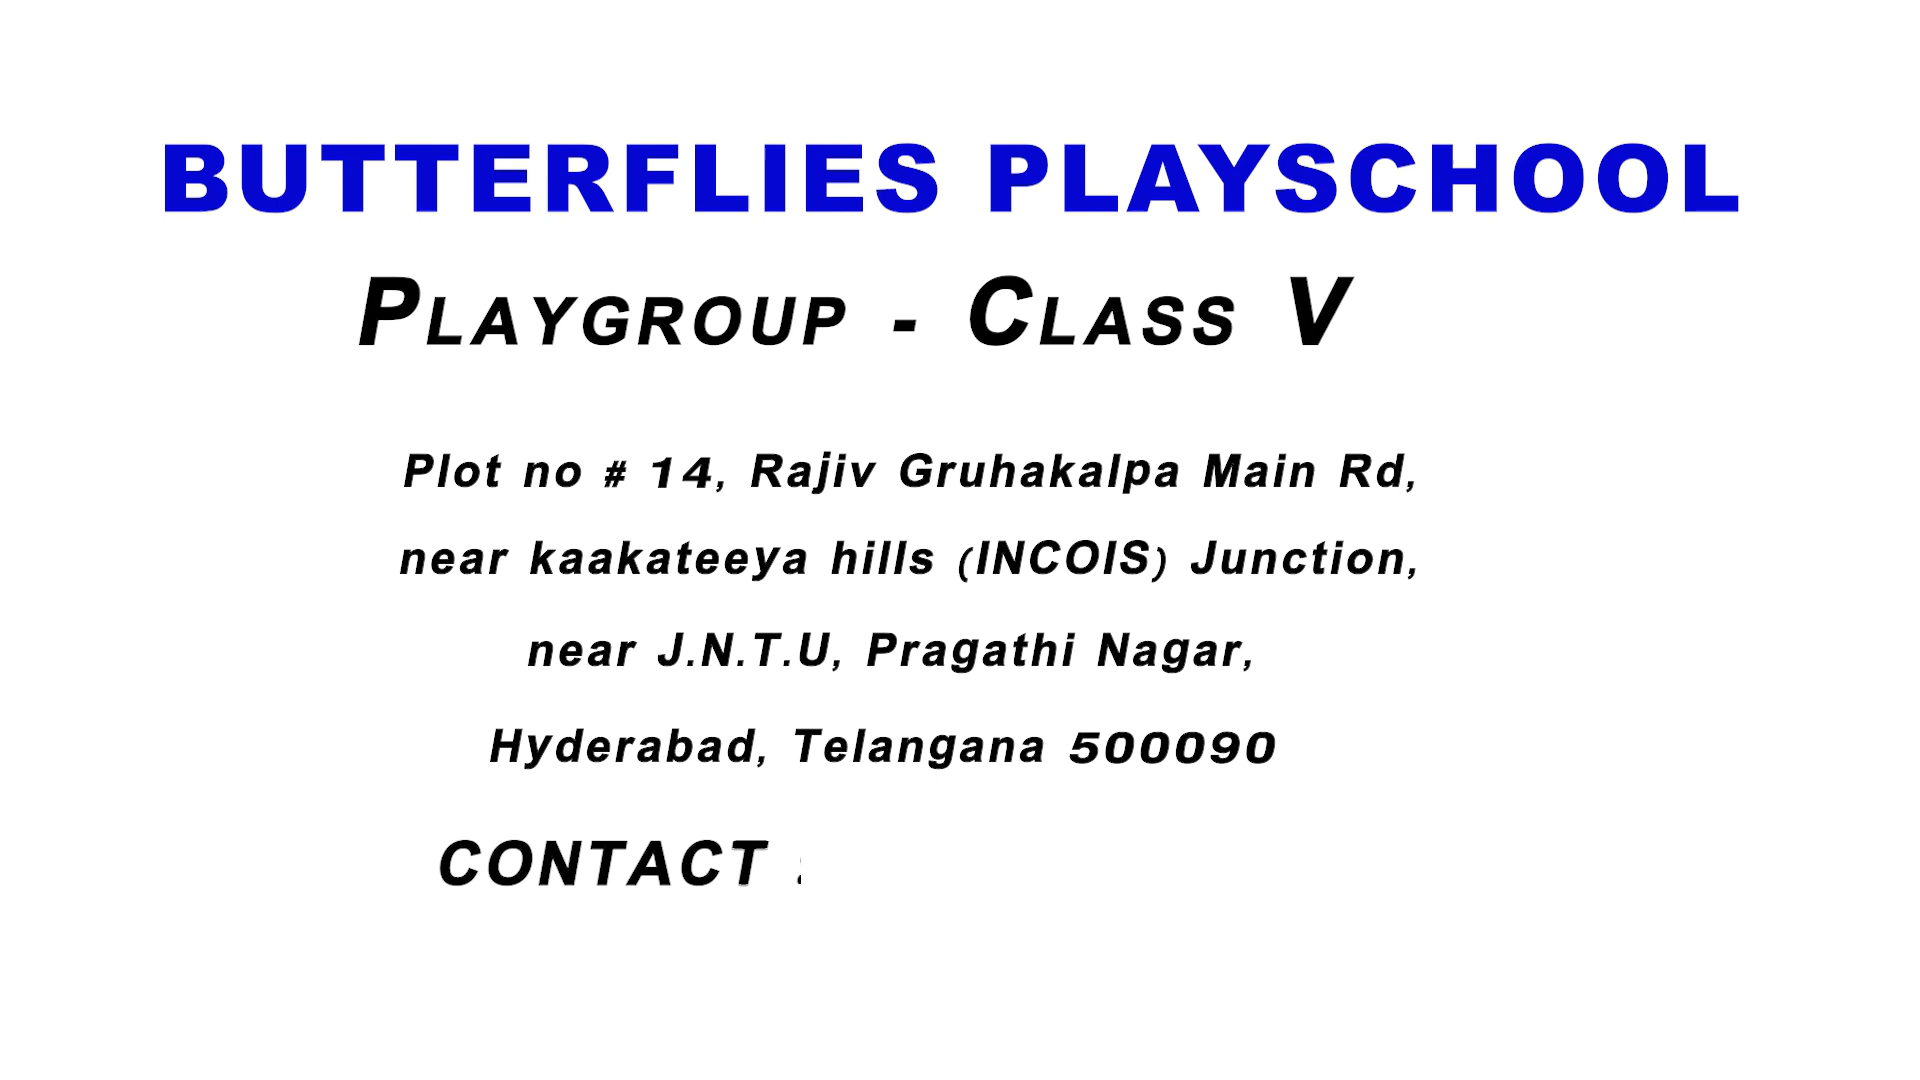 BUTTERFLIES PLAYSCHOOL
PLAYGROUP - CLASS V
Plot no # 14, Rajiv Gruhakalpa Main Rd,
near kaakateeya hills (INCOIS) Junction,
near J.N.T.U, Pragathi Nagar,
Hyderabad, Telangana 500090
CONTACT :